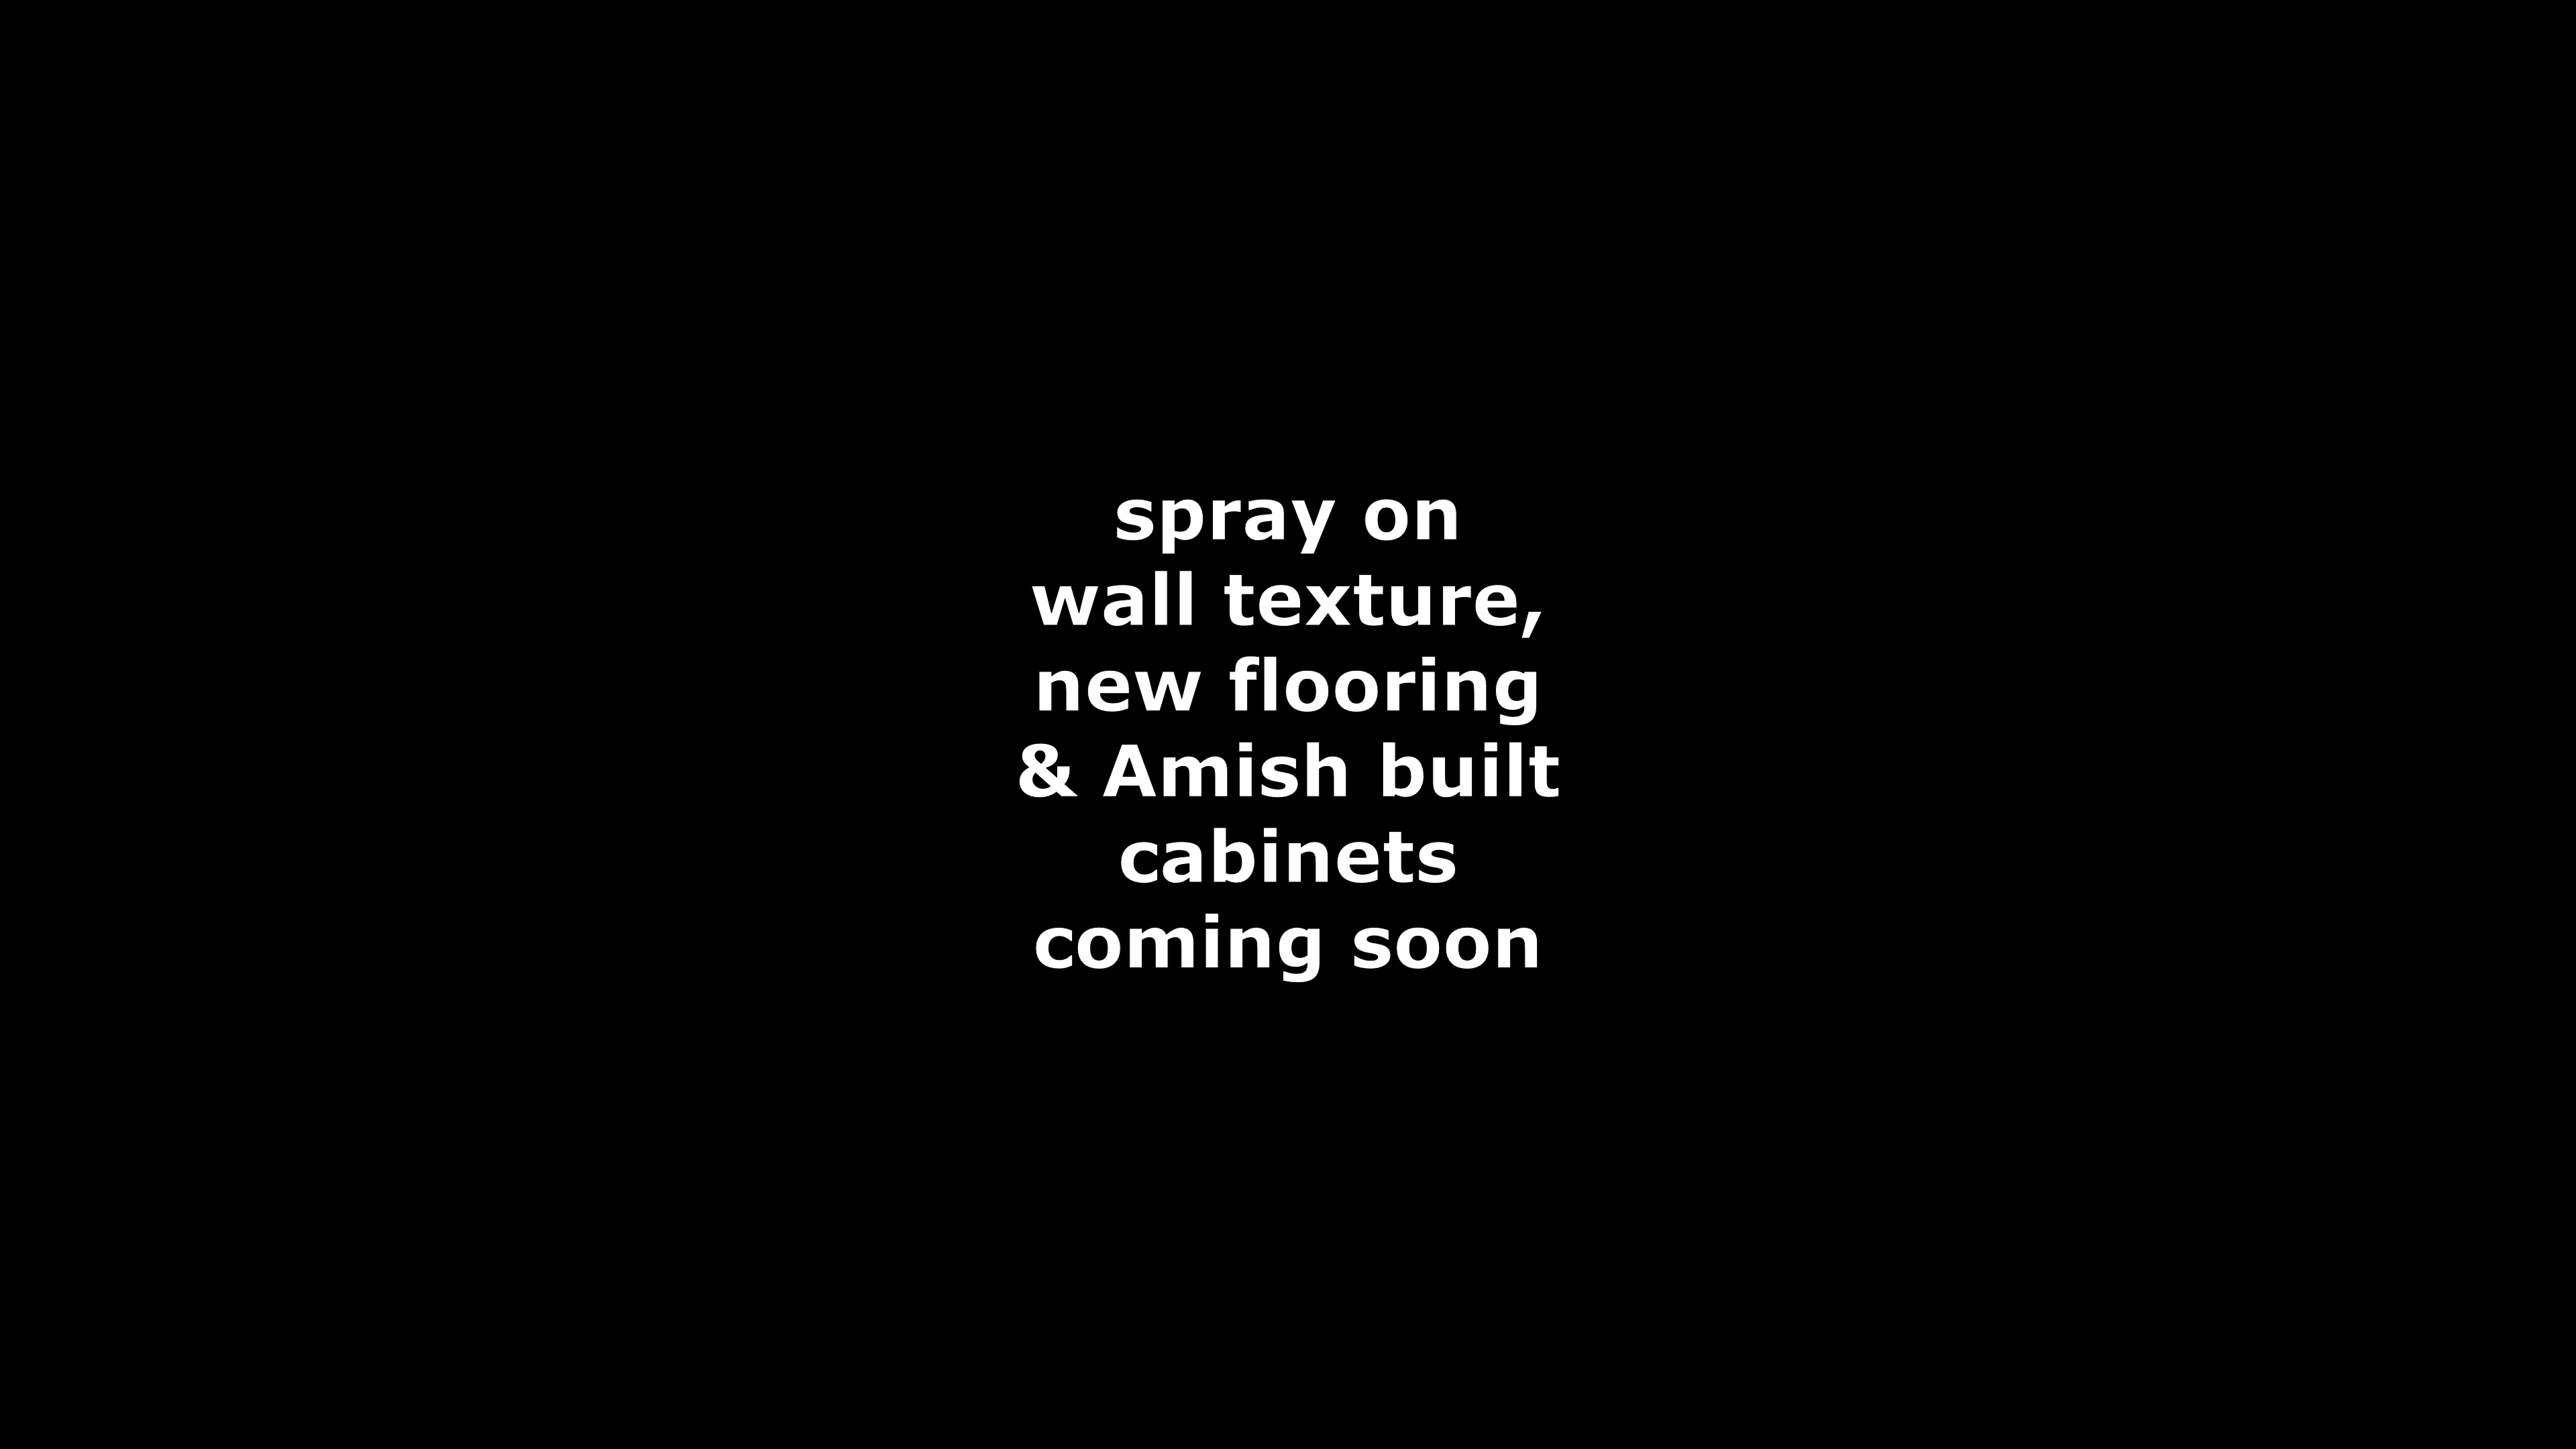 spray on
wall texture,
new flooring
& Amish built
cabinets
coming soon